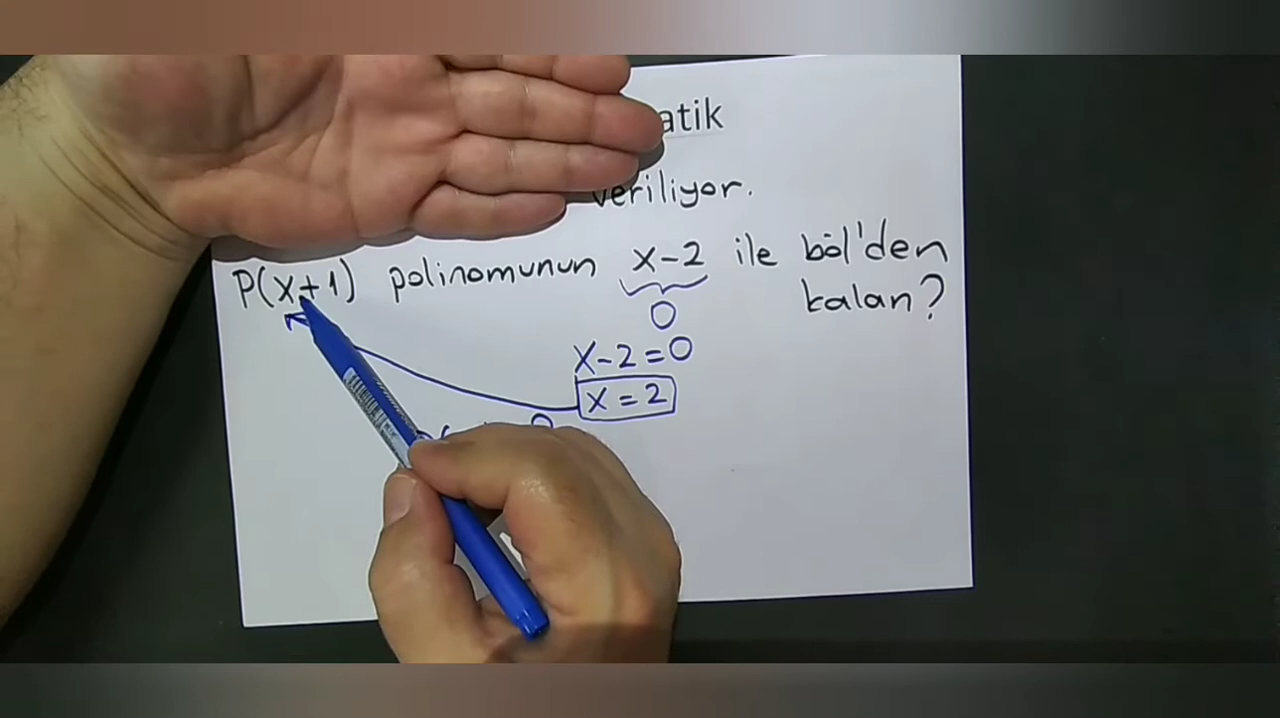 atik
veriliyor.
P(x+1) polinomunun x-2 ile böl'den
kalan?
0
x-2=0
x=2